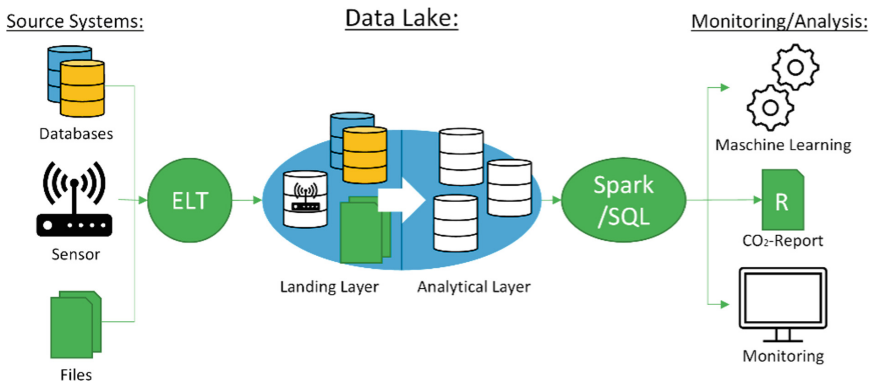 Source Systems:
Data Lake:
Monitoring/Analysis:
Databases
Sensor
Files
ELT
Landing Layer
Analytical Layer
Spark
/SQL
Maschine Learning
R
CO₂-Report
Monitoring